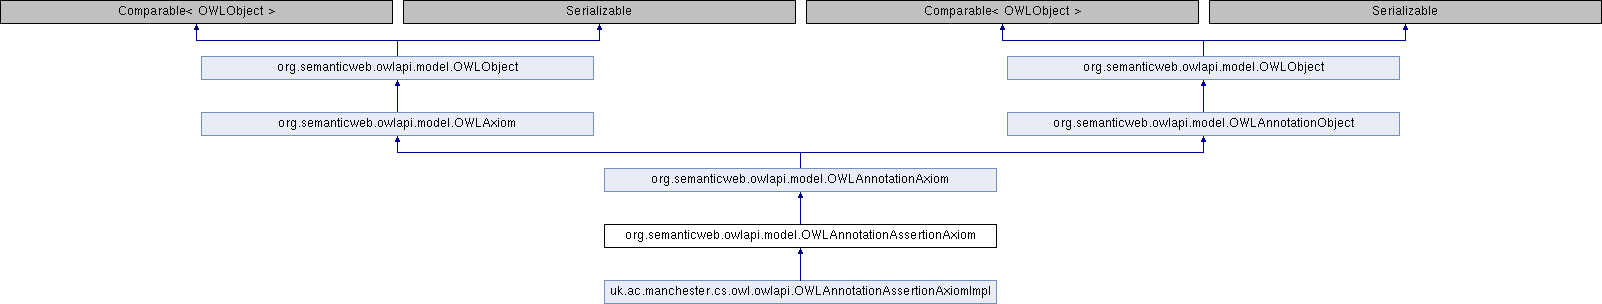 Comparable< OWLObject >
Serializable
Comparable< OWLObject >
Serializable
org.semanticweb.owlapi.model.OWLObject
org.semanticweb.owlapi.model.OWLObject
org.semanticweb.owlapi.model.OWLAxiom
org.semanticweb.owlapi.model.OWLAnnotationObject
org.semanticweb.owlapi.model.OWLAnnotationAxiom
org.semanticweb.owlapi.model.OWLAnnotationAssertionAxiom
uk.ac.manchester.cs.owl.owlapi.OWLAnnotationAssertionAxiomImpl